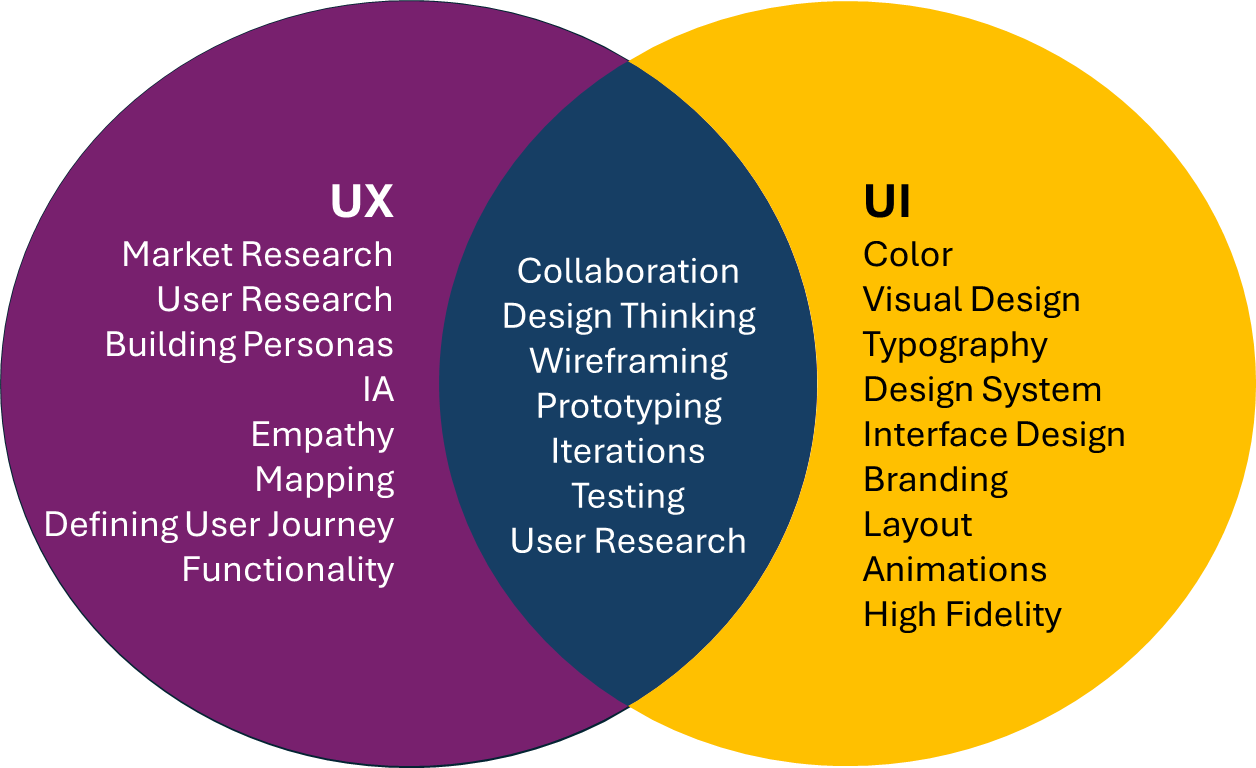 UX
Market Research
User Research
Building Personas
IA
Empathy
Mapping
Defining User Journey
Functionality
Collaboration
Design Thinking
Wireframing
Prototyping
Iterations
Testing
User Research
UI
Color
Visual Design
Typography
Design System
Interface Design
Branding
Layout
Animations
High Fidelity